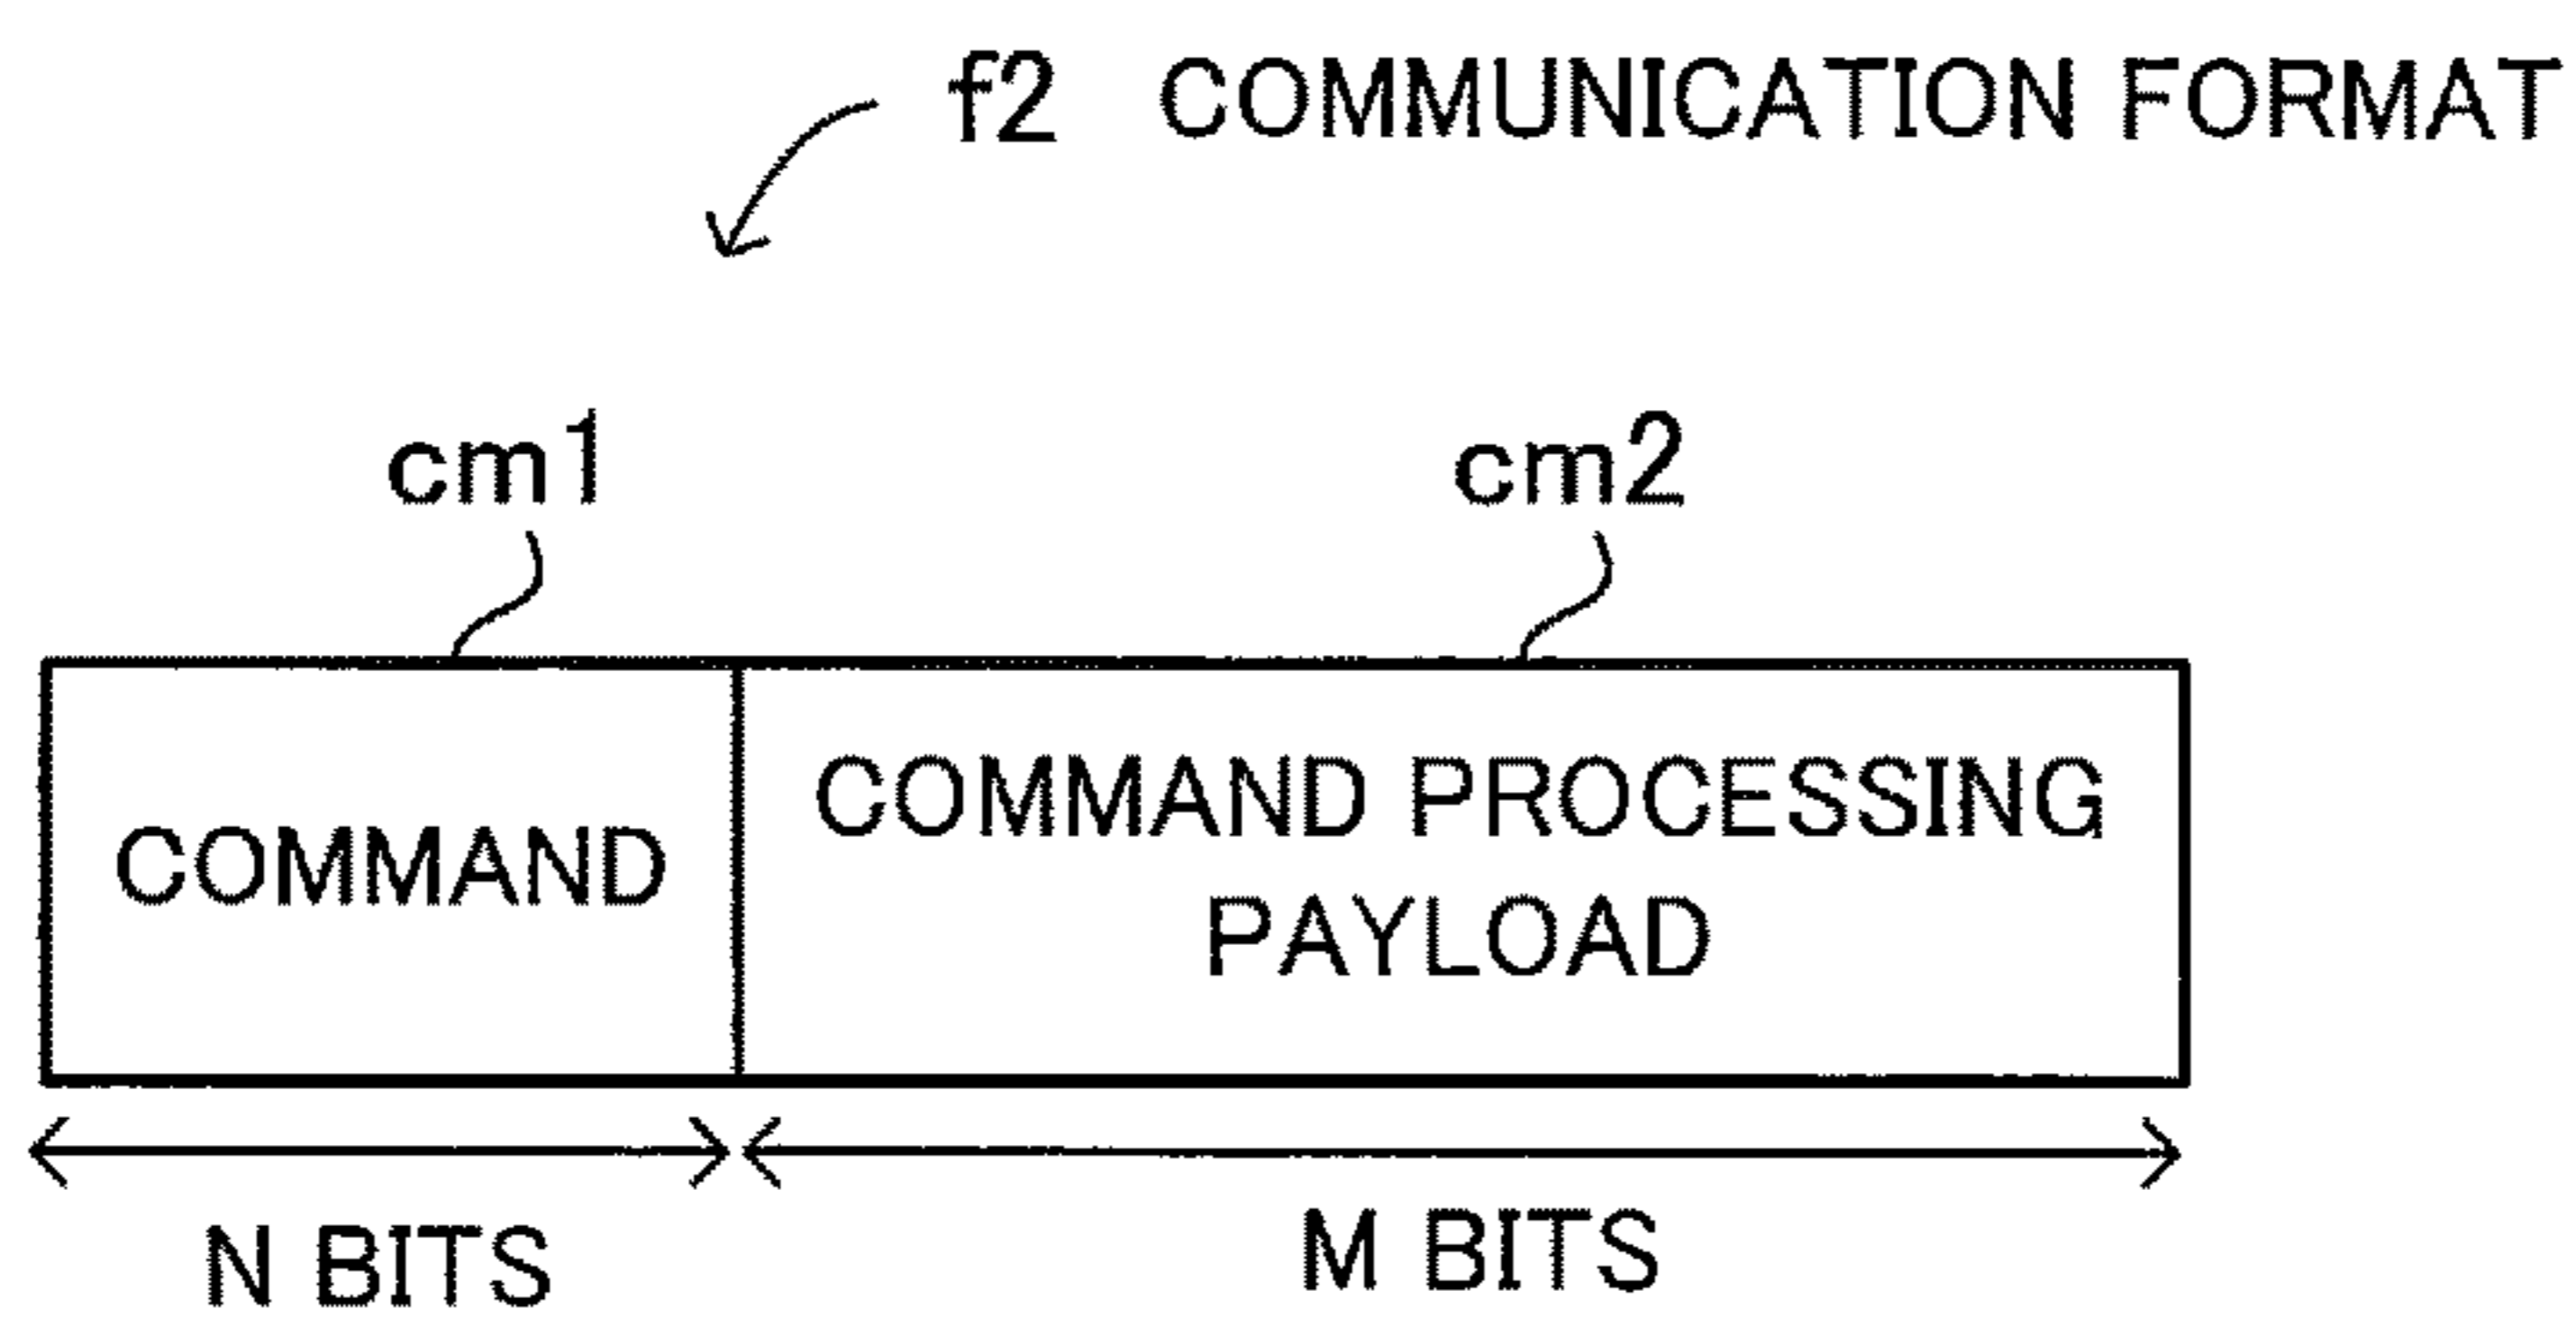 f2 COMMUNICATION FORMAT
cm1
cm2
COMMAND
COMMAND PROCESSING
PAYLOAD
N BITS
M BITS